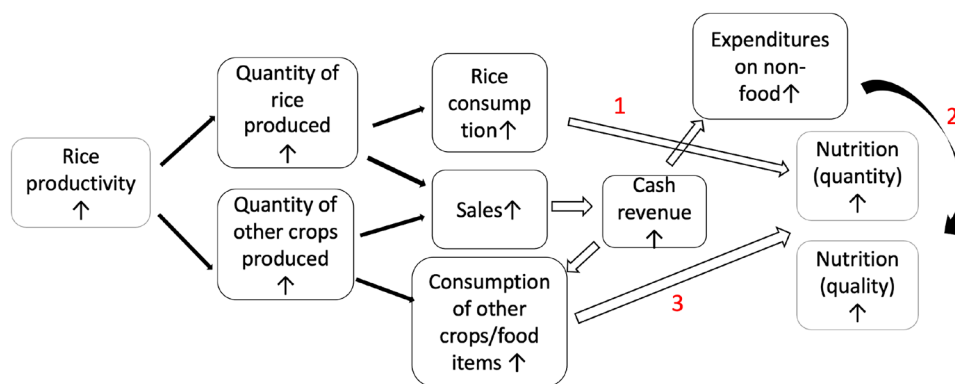 Rice
productivity
↑
Quantity of
rice
produced
↑
Quantity of
other crops
produced
↑
Rice
consump
tion↑
Sales↑
Consumption
of other
crops/food
items ↑
Cash
revenue
↑
Expenditures
on non-
food↑
1
2
3
Nutrition
(quantity)
↑
Nutrition
(quality)
↑